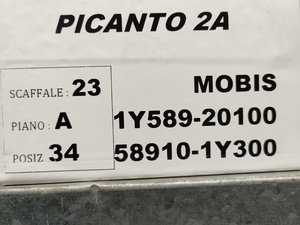 PICANTO 2A
SCAFFALE : 23
PIANO : A
POSIZ 34
MOBIS
1Y589-20100
58910-1Y300